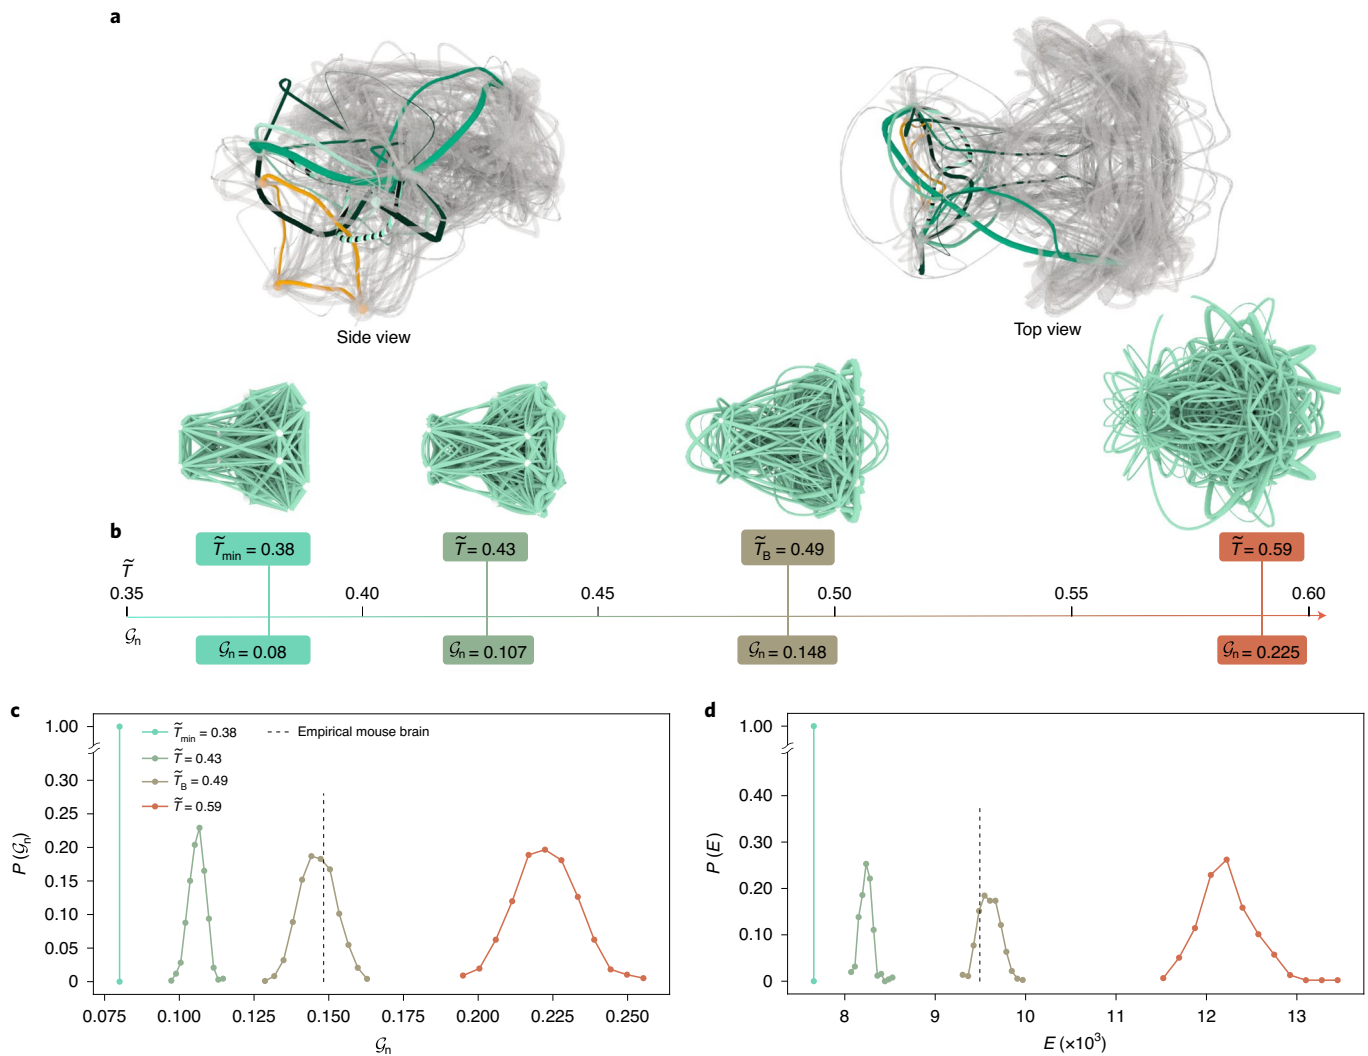 a
Side view
Top view
b
T̃min = 0.38
T̃ = 0.43
T̃B = 0.49
T̃ = 0.59
T̃
0.35
0.40
0.45
0.50
0.55
0.60
𝒢n
𝒢n = 0.08
𝒢n = 0.107
𝒢n = 0.148
𝒢n = 0.225
c
P (𝒢n)
1.00
0.30
0.25
0.20
0.15
0.10
0.05
0
T̃min = 0.38
T̃ = 0.43
T̃B = 0.49
T̃ = 0.59
Empirical mouse brain
0.075
0.100
0.125
0.150
0.175
0.200
0.225
0.250
𝒢n
d
P (E)
1.00
0.40
0.30
0.20
0.10
0
8
9
10
11
12
13
E (×10³)